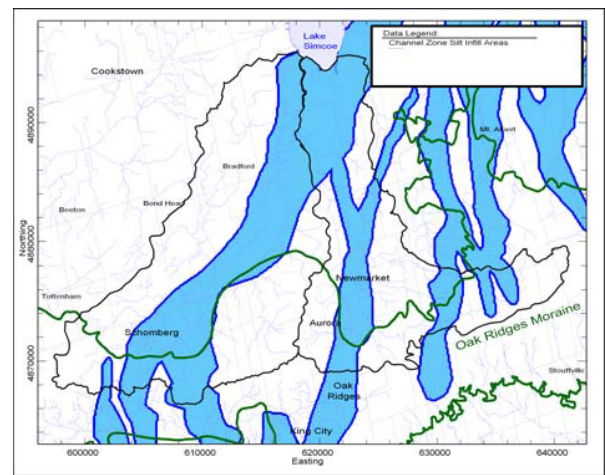 Lake
Simcoe
Data Legend:
Channel Zone Silt Infill Areas
Cookstown
Mt. Albert
Bradford
Bond Head
Beeton
Newmarket
Tottenham
Schomberg
Aurora
Oak Ridges Moraine
Stouffville
Oak
Ridges
King City
Northing
4890000
4880000
4870000
600000
610000
620000
630000
640000
Easting